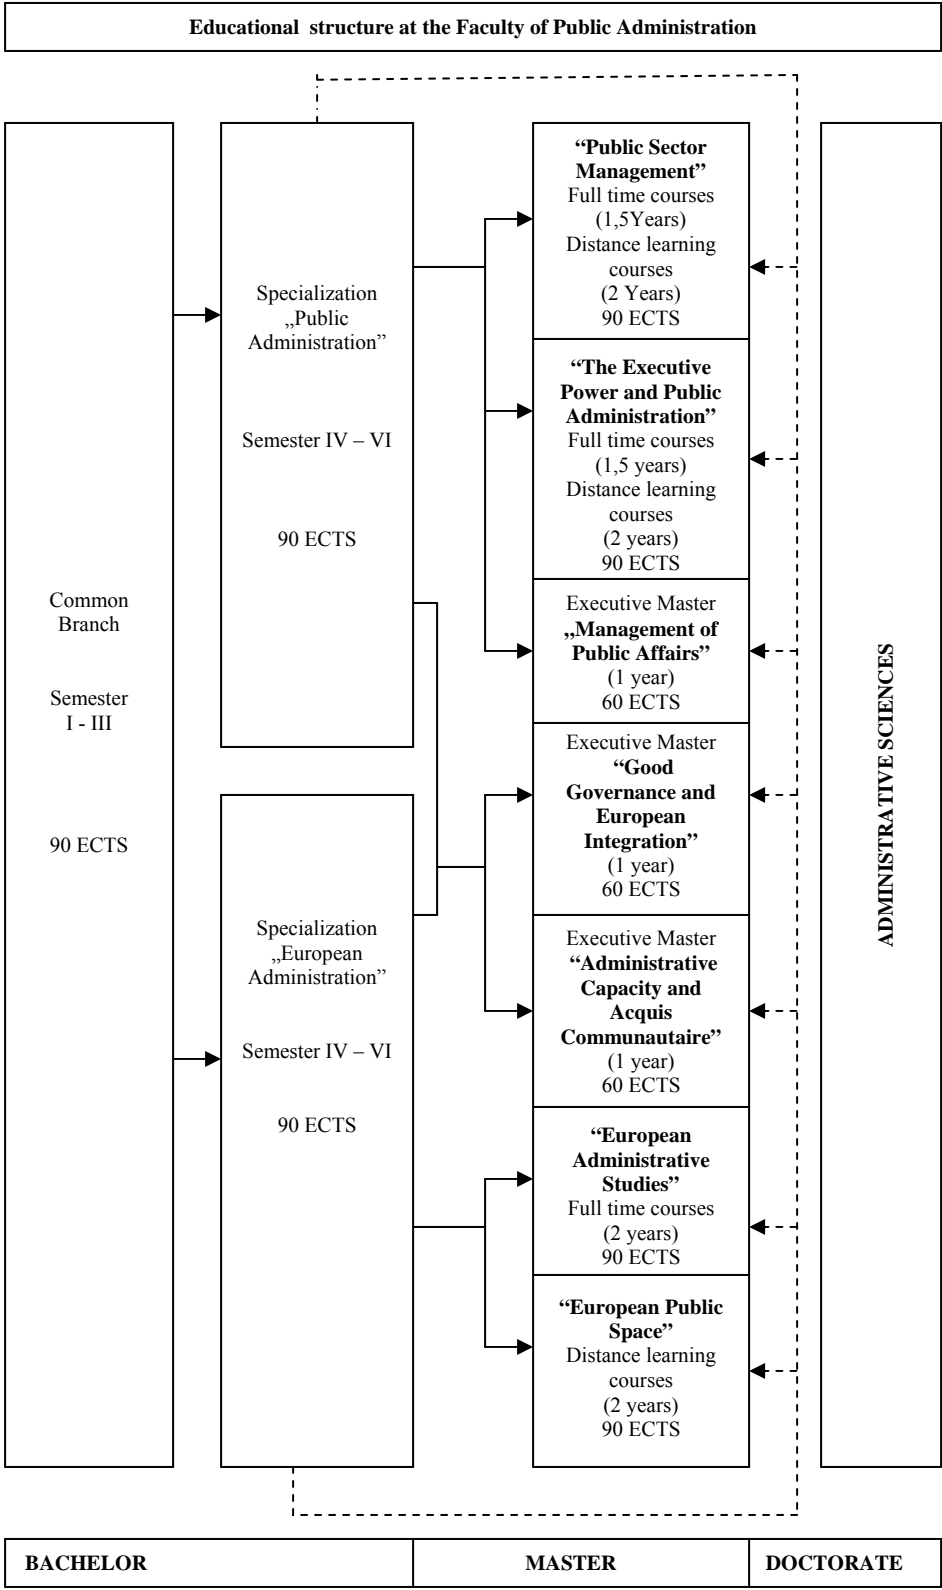 Educational structure at the Faculty of Public Administration
Common
Branch
Semester
I - III
90 ECTS
Specialization
„Public
Administration”
Semester IV – VI
90 ECTS
Specialization
„European
Administration”
Semester IV – VI
90 ECTS
“Public Sector
Management”
Full time courses
(1,5Years)
Distance learning
courses
(2 Years)
90 ECTS
“The Executive
Power and Public
Administration”
Full time courses
(1,5 years)
Distance learning
courses
(2 years)
90 ECTS
Executive Master
„Management of
Public Affairs”
(1 year)
60 ECTS
Executive Master
“Good
Governance and
European
Integration”
(1 year)
60 ECTS
Executive Master
“Administrative
Capacity and
Acquis
Communautaire”
(1 year)
60 ECTS
“European
Administrative
Studies”
Full time courses
(2 years)
90 ECTS
“European Public
Space”
Distance learning
courses
(2 years)
90 ECTS
ADMINISTRATIVE SCIENCES
BACHELOR
MASTER
DOCTORATE